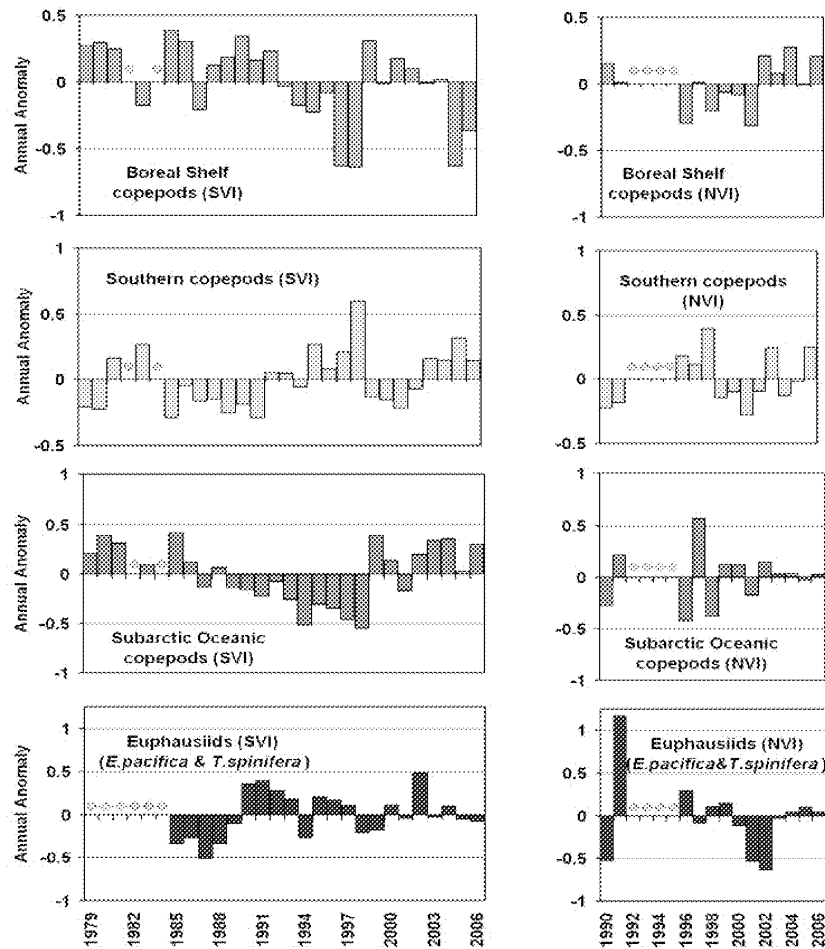 0.5
0
-0.5
-1
Annual Anomaly
Boreal Shelf
copepods (SVI)
0.5
0
-0.5
-1
Boreal Shelf
copepods (NVI)
1
0.5
0
-0.5
Annual Anomaly
Southern copepods (SVI)
1
0.5
0
-0.5
Southern copepods
(NVI)
1
0.5
0
-0.5
-1
Annual Anomaly
Subarctic Oceanic
copepods (SVI)
1
0.5
0
-0.5
-1
Subarctic Oceanic
copepods (NVI)
1
0.5
0
-0.5
-1
Annual Anomaly
Euphausiids (SVI)
(E.pacifica & T.spinifera)
1979
1982
1985
1988
1991
1994
1997
2000
2003
2006
1
0.5
0
-0.5
-1
Euphausiids (NVI)
(E.pacifica&T.spinifera)
1990
1992
1994
1996
1998
2000
2002
2004
2006